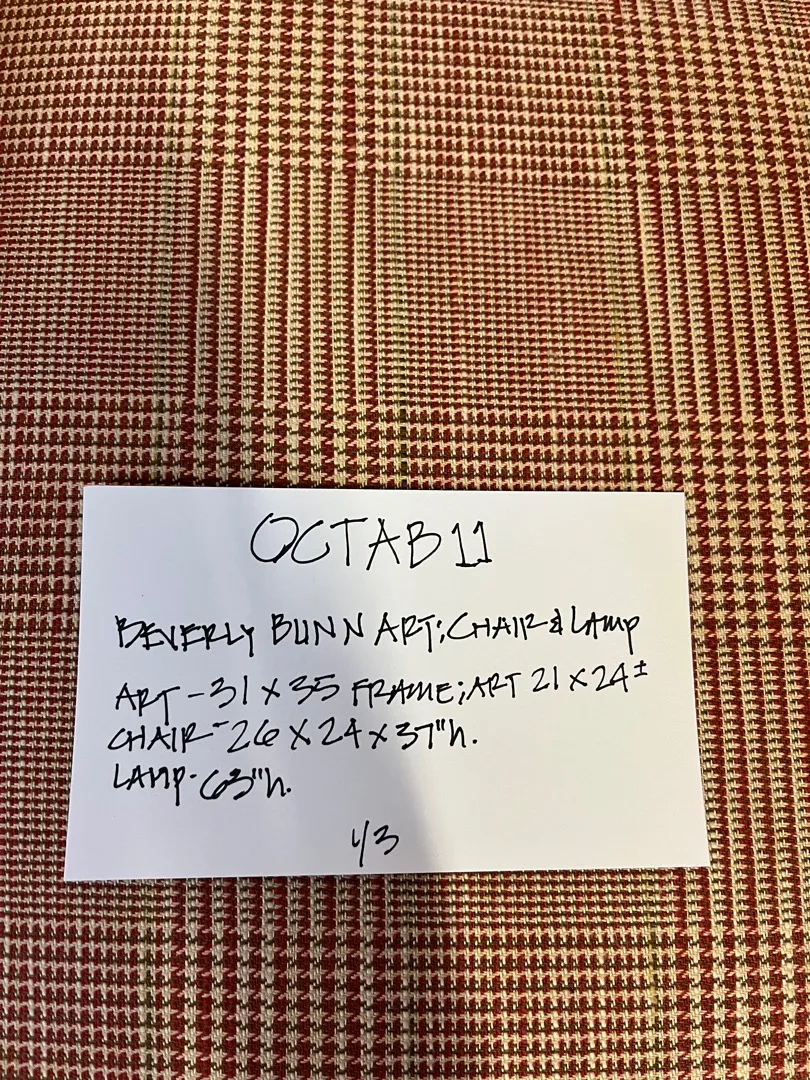 OCTAB11
BEVERLY BUNN ART; CHAIR & LAMP
ART - 31 x 35 FRAME; ART 21 x 24±
CHAIR - 26 x 24 x 37"h.
LAMP - 63"h.
1/3